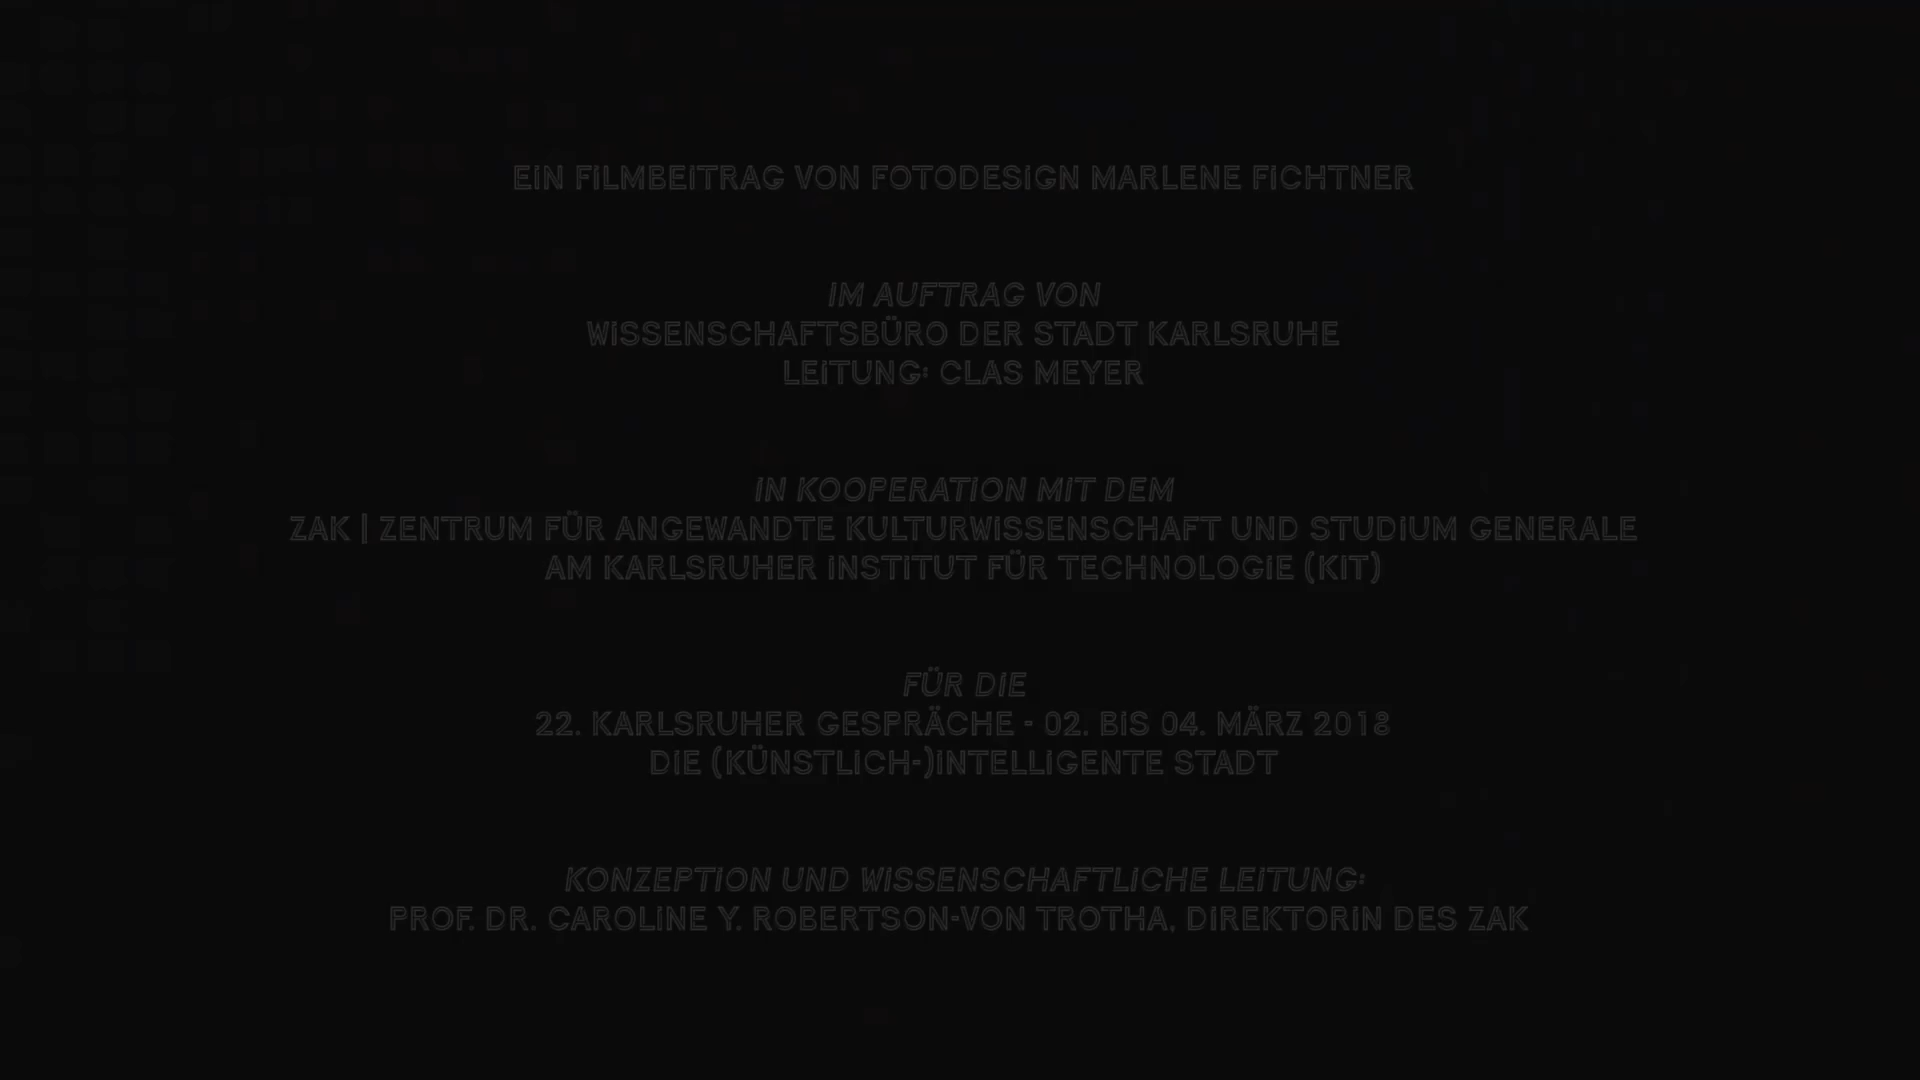 EIN FILMBEITRAG VON FOTODESIGN MARLENE FICHTNER
IM AUFTRAG VON
WISSENSCHAFTSBÜRO DER STADT KARLSRUHE
LEITUNG: CLAS MEYER
IN KOOPERATION MIT DEM
ZAK | ZENTRUM FÜR ANGEWANDTE KULTURWISSENSCHAFT UND STUDIUM GENERALE
AM KARLSRUHER INSTITUT FÜR TECHNOLOGIE (KIT)
FÜR DIE
22. KARLSRUHER GESPRÄCHE - 02. BIS 04. MÄRZ 2018
DIE (KÜNSTLICH-)INTELLIGENTE STADT
KONZEPTION UND WISSENSCHAFTLICHE LEITUNG:
PROF. DR. CAROLINE Y. ROBERTSON-VON TROTHA, DIREKTORIN DES ZAK